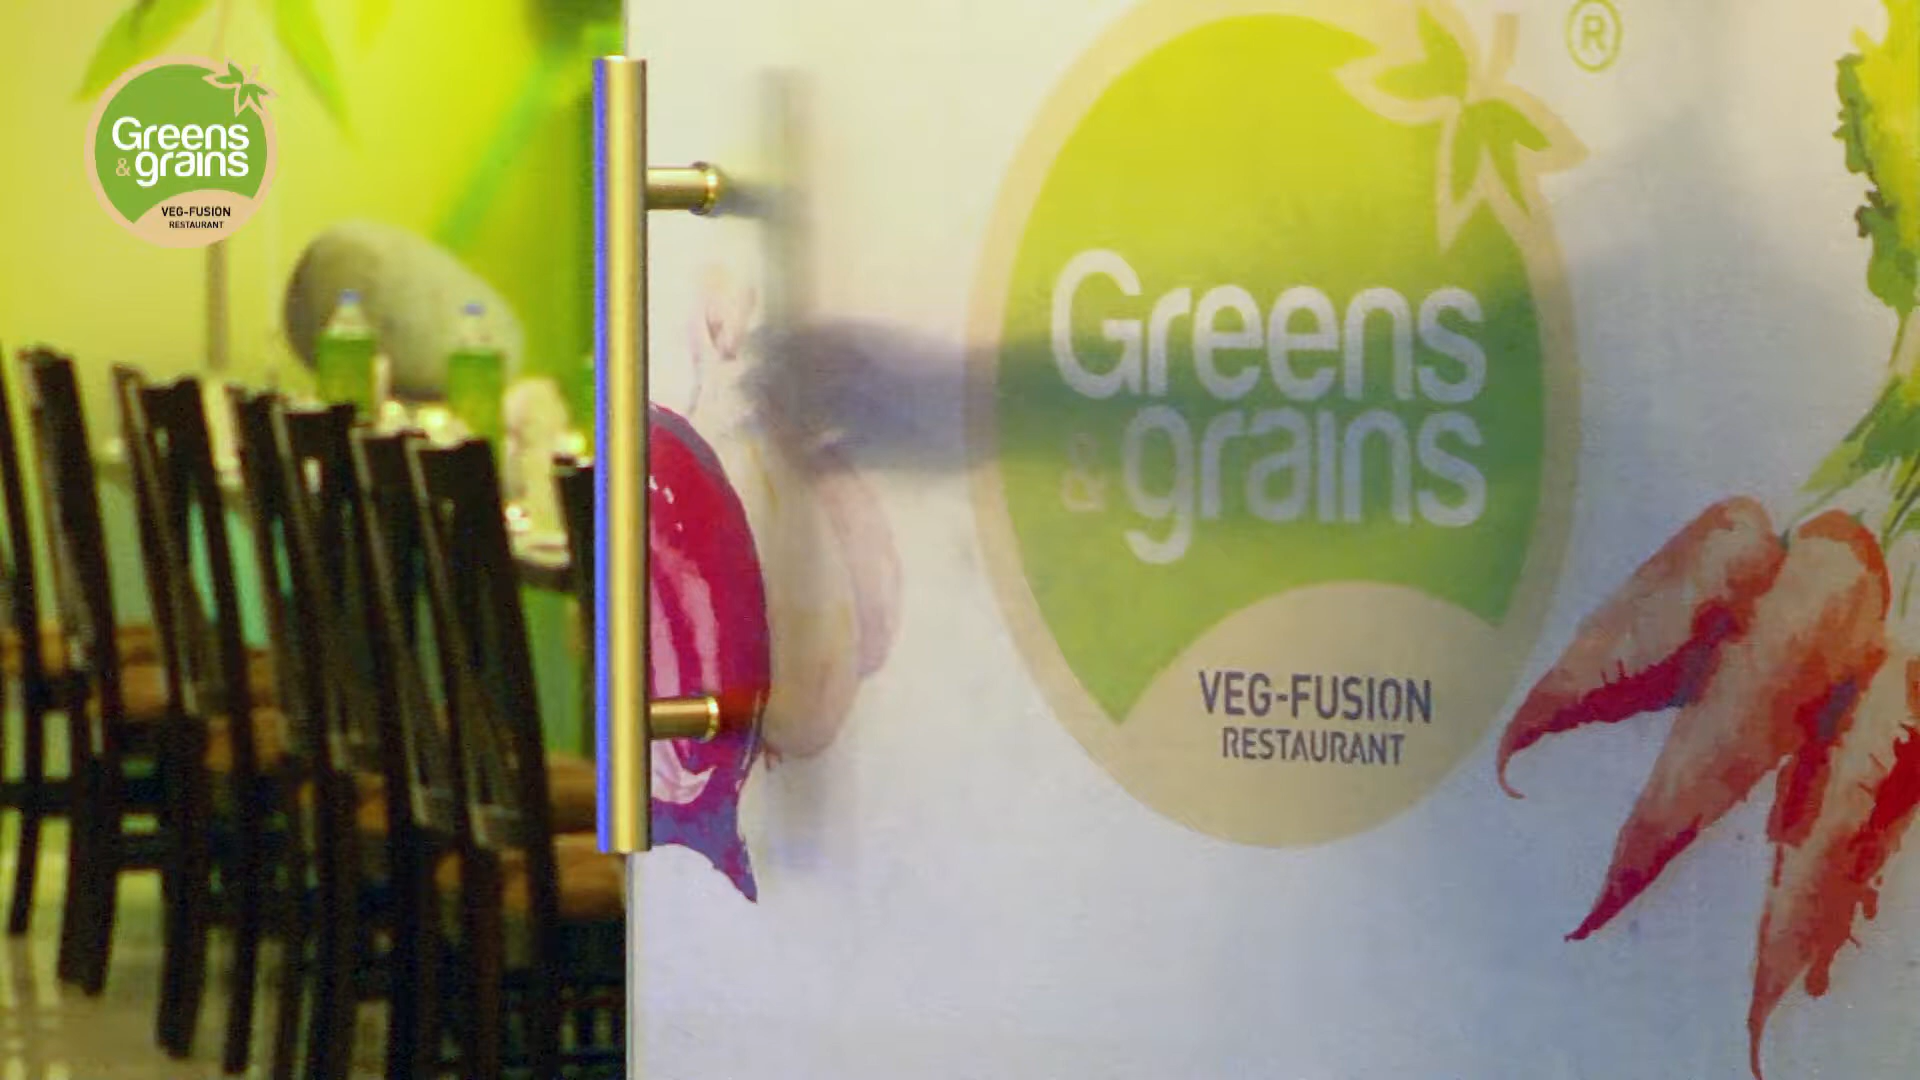 Greens
& grains
VEG-FUSION
RESTAURANT
®
Greens
& grains
VEG-FUSION
RESTAURANT